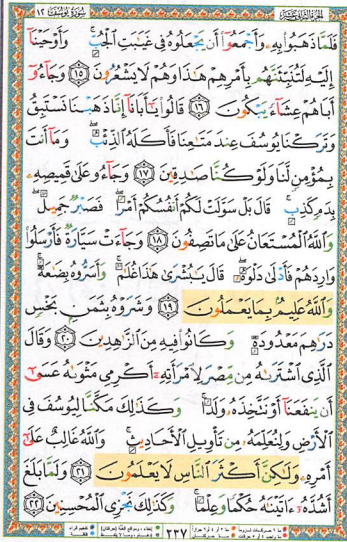 الجزء الثاني عشر سورة يوسف ١٢
فَلَمَّا ذَهَبُوا۟ بِهِۦ وَأَجْمَعُوٓا۟ أَن يَجْعَلُوهُ فِى غَيَـٰبَتِ ٱلْجُبِّ ۚ وَأَوْحَيْنَآ
إِلَيْهِ لَتُنَبِّئَنَّهُم بِأَمْرِهِمْ هَـٰذَا وَهُمْ لَا يَشْعُرُونَ ١٥ وَجَآءُوٓ
أَبَاهُمْ عِشَآءً يَبْكُونَ ١٦ قَالُوا۟ يَـٰٓأَبَانَآ إِنَّا ذَهَبْنَا نَسْتَبِقُ
وَتَرَكْنَا يُوسُفَ عِندَ مَتَـٰعِنَا فَأَكَلَهُ ٱلذِّئْبُ ۖ وَمَآ أَنتَ
بِمُؤْمِنٍ لَّنَا وَلَوْ كُنَّا صَـٰدِقِينَ ١٧ وَجَآءُو عَلَىٰ قَمِيصِهِۦ
بِدَمٍ كَذِبٍ ۚ قَالَ بَلْ سَوَّلَتْ لَكُمْ أَنفُسُكُمْ أَمْرًا ۖ فَصَبْرٌ جَمِيلٌ ۖ
وَٱللَّهُ ٱلْمُسْتَعَانُ عَلَىٰ مَا تَصِفُونَ ١٨ وَجَآءَتْ سَيَّارَةٌ فَأَرْسَلُوا۟
وَارِدَهُمْ فَأَدْلَىٰ دَلْوَهُۥ ۖ قَالَ يَـٰبُشْرَىٰ هَـٰذَا غُلَـٰمٌ ۚ وَأَسَرُّوهُ بِضَـٰعَةً ۚ
وَٱللَّهُ عَلِيمٌۢ بِمَا يَعْمَلُونَ ١٩ وَشَرَوْهُ بِثَمَنٍۭ بَخْسٍ
دَرَٰهِمَ مَعْدُودَةٍ وَكَانُوا۟ فِيهِ مِنَ ٱلزَّٰهِدِينَ ٢٠ وَقَالَ
ٱلَّذِى ٱشْتَرَىٰهُ مِن مِّصْرَ لِٱمْرَأَتِهِۦٓ أَكْرِمِى مَثْوَىٰهُ عَسَىٰٓ
أَن يَنفَعَنَآ أَوْ نَتَّخِذَهُۥ وَلَدًا ۚ وَكَذَٰلِكَ مَكَّنَّا لِيُوسُفَ فِى
ٱلْأَرْضِ وَلِنُعَلِّمَهُۥ مِن تَأْوِيلِ ٱلْأَحَادِيثِ ۚ وَٱللَّهُ غَالِبٌ عَلَىٰٓ
أَمْرِهِۦ وَلَـٰكِنَّ أَكْثَرَ ٱلنَّاسِ لَا يَعْلَمُونَ ٢١ وَلَمَّا بَلَغَ
أَشُدَّهُۥٓ ءَاتَيْنَـٰهُ حُكْمًا وَعِلْمًا ۚ وَكَذَٰلِكَ نَجْزِى ٱلْمُحْسِنِينَ ٢٢
٢٣٧